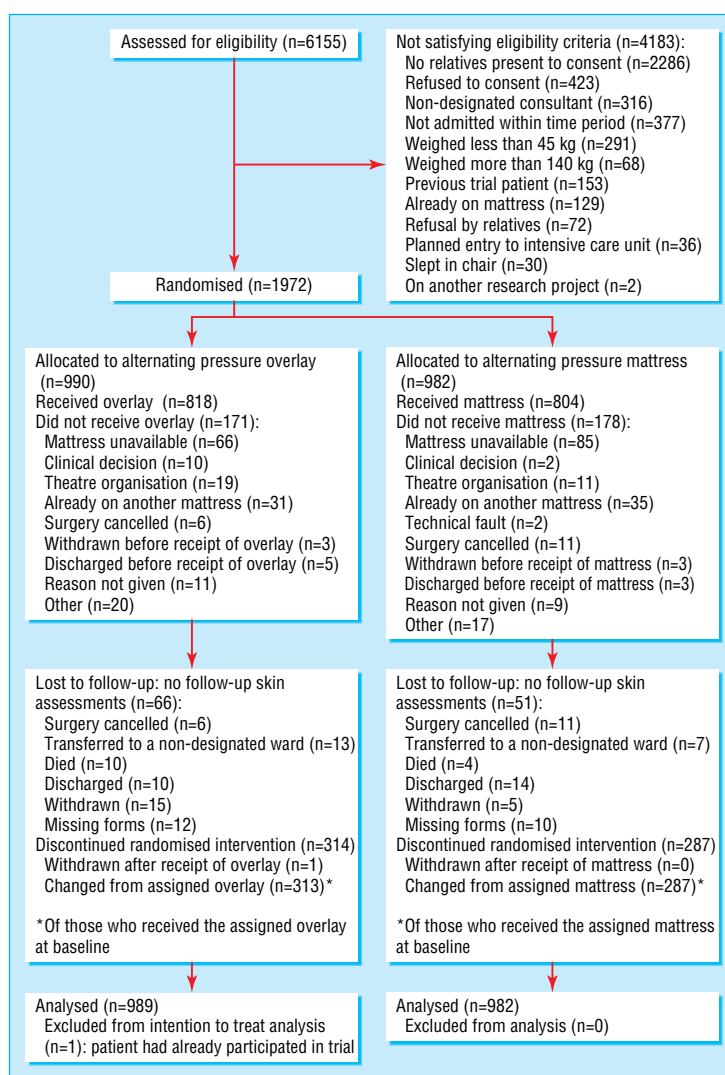 Assessed for eligibility (n=6155)
Not satisfying eligibility criteria (n=4183):
No relatives present to consent (n=2286)
Refused to consent (n=423)
Non-designated consultant (n=316)
Not admitted within time period (n=377)
Weighed less than 45 kg (n=291)
Weighed more than 140 kg (n=68)
Previous trial patient (n=153)
Already on mattress (n=129)
Refusal by relatives (n=72)
Planned entry to intensive care unit (n=36)
Slept in chair (n=30)
On another research project (n=2)
Randomised (n=1972)
Allocated to alternating pressure overlay
(n=990)
Received overlay (n=818)
Did not receive overlay (n=171):
Mattress unavailable (n=66)
Clinical decision (n=10)
Theatre organisation (n=19)
Already on another mattress (n=31)
Surgery cancelled (n=6)
Withdrawn before receipt of overlay (n=3)
Discharged before receipt of overlay (n=5)
Reason not given (n=11)
Other (n=20)
Allocated to alternating pressure mattress
(n=982)
Received mattress (n=804)
Did not receive mattress (n=178):
Mattress unavailable (n=85)
Clinical decision (n=2)
Theatre organisation (n=11)
Already on another mattress (n=35)
Technical fault (n=2)
Surgery cancelled (n=11)
Withdrawn before receipt of mattress (n=3)
Discharged before receipt of mattress (n=3)
Reason not given (n=9)
Other (n=17)
Lost to follow-up: no follow-up skin
assessments (n=66):
Surgery cancelled (n=6)
Transferred to a non-designated ward (n=13)
Died (n=10)
Discharged (n=10)
Withdrawn (n=15)
Missing forms (n=12)
Discontinued randomised intervention (n=314)
Withdrawn after receipt of overlay (n=1)
Changed from assigned overlay (n=313)*
*Of those who received the assigned overlay
at baseline
Lost to follow-up: no follow-up skin
assessments (n=51):
Surgery cancelled (n=11)
Transferred to a non-designated ward (n=7)
Died (n=4)
Discharged (n=14)
Withdrawn (n=5)
Missing forms (n=10)
Discontinued randomised intervention (n=287)
Withdrawn after receipt of mattress (n=0)
Changed from assigned mattress (n=287)*
*Of those who received the assigned mattress
at baseline
Analysed (n=989)
Excluded from intention to treat analysis
(n=1): patient had already participated in trial
Analysed (n=982)
Excluded from analysis (n=0)